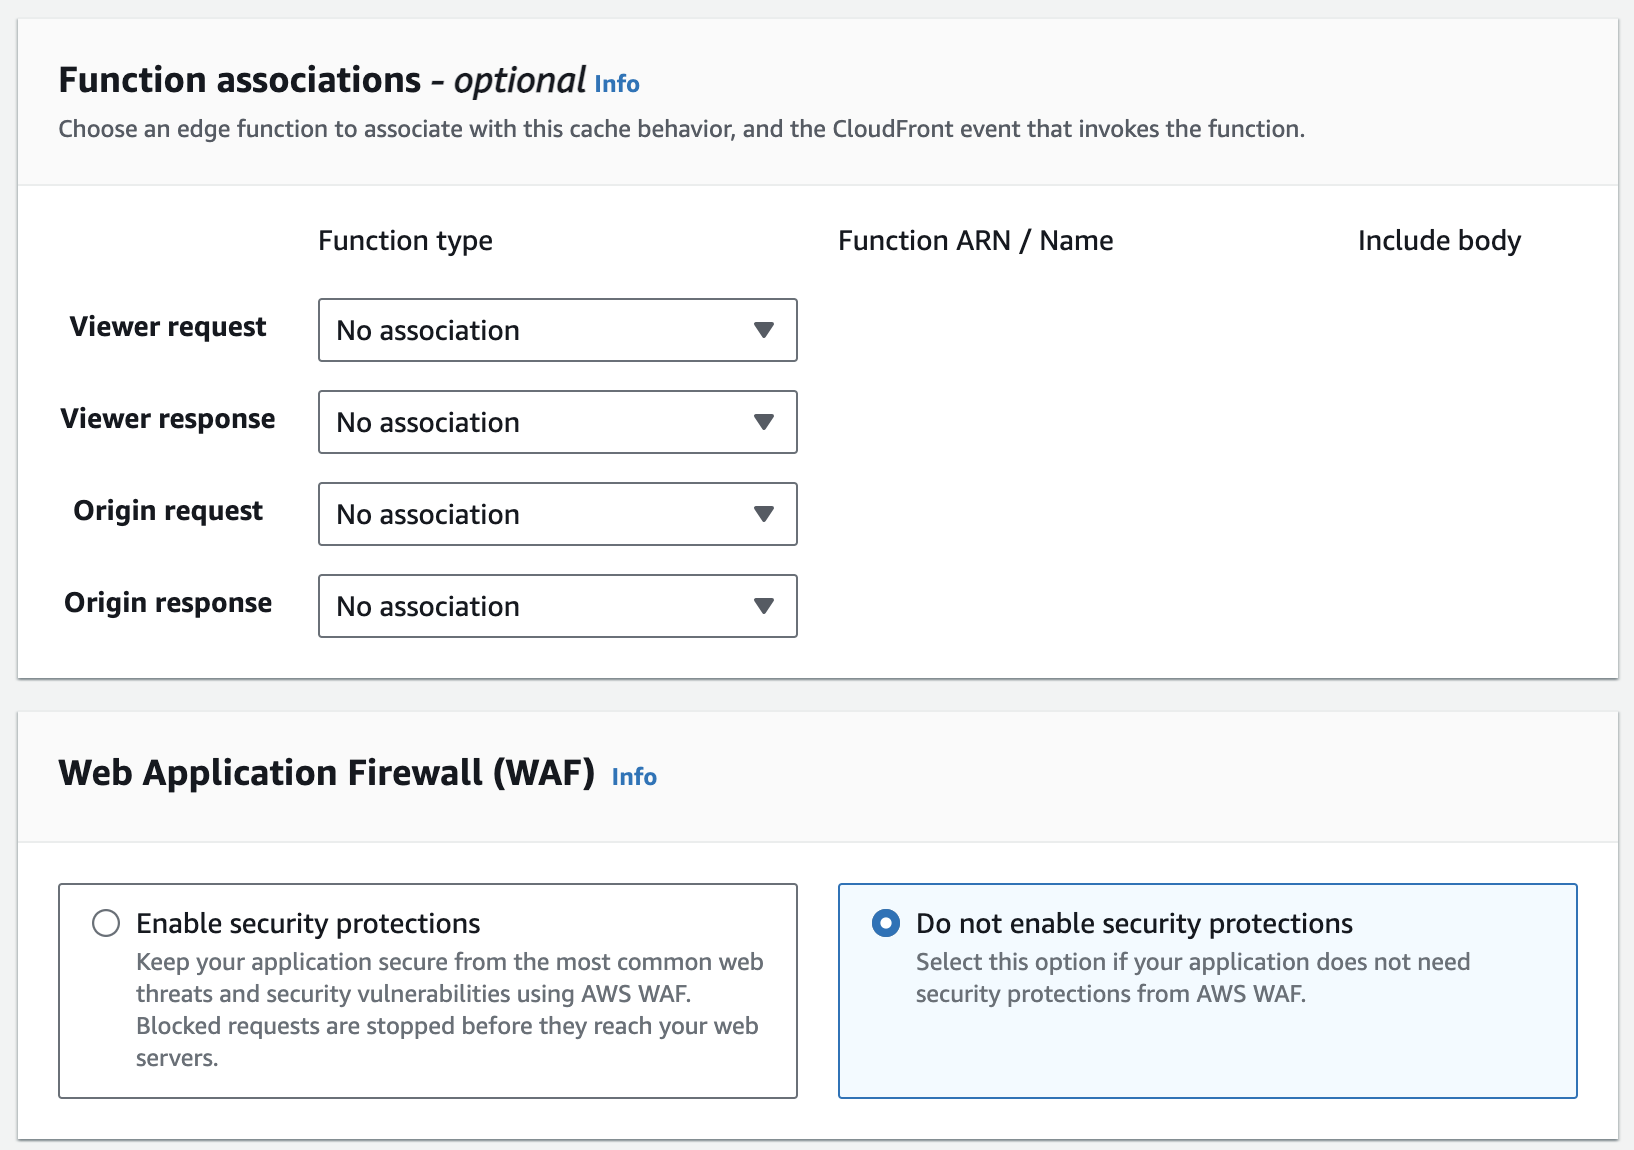 Function associations - optional Info
Choose an edge function to associate with this cache behavior, and the CloudFront event that invokes the function.
Function type Function ARN / Name Include body
Viewer request No association
Viewer response No association
Origin request No association
Origin response No association
Web Application Firewall (WAF) Info
Enable security protections
Keep your application secure from the most common web
threats and security vulnerabilities using AWS WAF.
Blocked requests are stopped before they reach your web
servers.
Do not enable security protections
Select this option if your application does not need
security protections from AWS WAF.